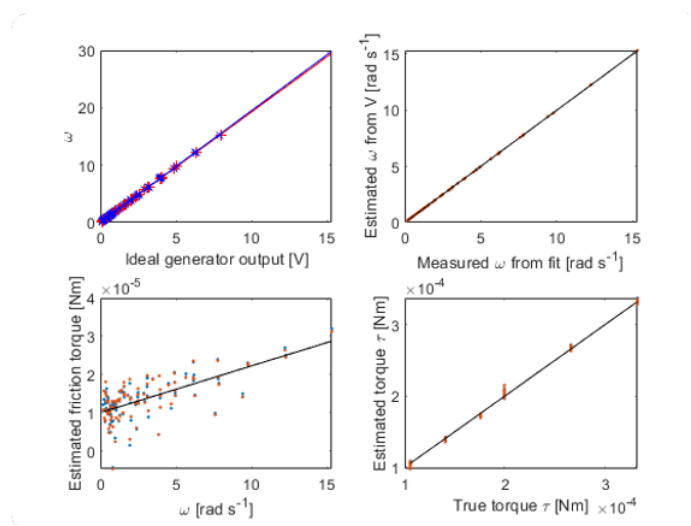 30
20
10
0
ω
0 5 10 15
Ideal generator output [V]
15
10
5
0
Estimated ω from V [rad s⁻¹]
0 5 10 15
Measured ω from fit [rad s⁻¹]
×10⁻⁵
4
3
2
1
0
Estimated friction torque [Nm]
0 5 10 15
ω [rad s⁻¹]
×10⁻⁴
3
2
1
Estimated torque τ [Nm]
1 2 3
True torque τ [Nm] ×10⁻⁴